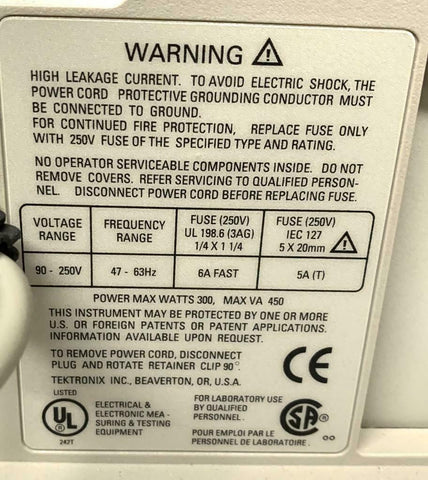 WARNING
HIGH LEAKAGE CURRENT. TO AVOID ELECTRIC SHOCK, THE
POWER CORD PROTECTIVE GROUNDING CONDUCTOR MUST
BE CONNECTED TO GROUND.
FOR CONTINUED FIRE PROTECTION, REPLACE FUSE ONLY
WITH 250V FUSE OF THE SPECIFIED TYPE AND RATING.
NO OPERATOR SERVICEABLE COMPONENTS INSIDE. DO NOT
REMOVE COVERS. REFER SERVICING TO QUALIFIED PERSON-
NEL. DISCONNECT POWER CORD BEFORE REPLACING FUSE.
VOLTAGE RANGE
FREQUENCY RANGE
FUSE (250V) UL 198.6 (3AG) 1/4 X 1 1/4
FUSE (250V) IEC 127 5 X 20mm
90 - 250V 47 - 63Hz 6A FAST 5A (T)
POWER MAX WATTS 300, MAX VA 450
THIS INSTRUMENT MAY BE PROTECTED BY ONE OR MORE
U.S. OR FOREIGN PATENTS OR PATENT APPLICATIONS.
INFORMATION AVAILABLE UPON REQUEST.
TO REMOVE POWER CORD, DISCONNECT
PLUG AND ROTATE RETAINER CLIP 90°.
TEKTRONIX INC., BEAVERTON, OR, U.S.A.
CE
LISTED
UL
242T
ELECTRICAL &
ELECTRONIC MEA -
SURING & TESTING
EQUIPMENT
FOR LABORATORY USE
BY QUALIFIED
PERSONNEL.
POUR EMPLOI PAR LE
PERSONNEL DE LABORATOIRE.
SA
®